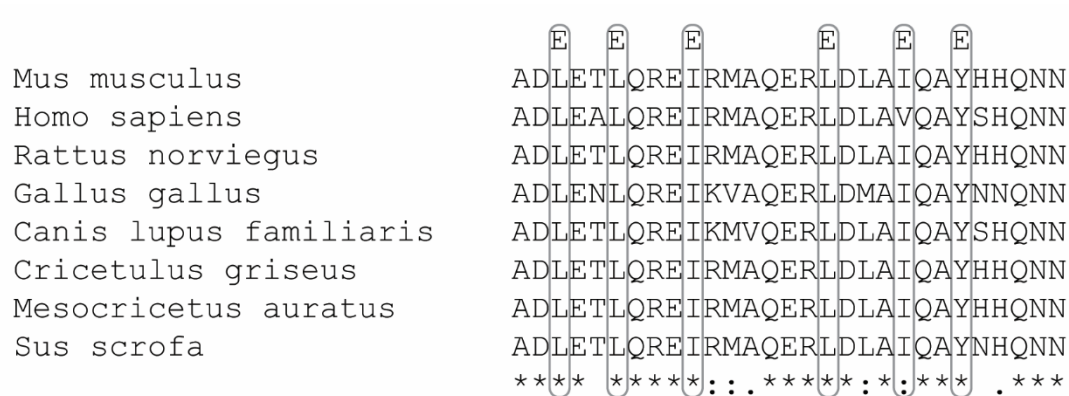 E E E E E E
Mus musculus ADLETLQREIRMAQERLDLAIQAYHHQNN
Homo sapiens ADLEALQREIRMAQERLDLAVQAYSHQNN
Rattus norviegus ADLETLQREIRMAQERLDLAIQAYHHQNN
Gallus gallus ADLENLQREIKVAQERLDMAIQAYNNQNN
Canis lupus familiaris ADLETLQREIKMVQERLDLAIQAYSHQNN
Cricetulus griseus ADLETLQREIRMAQERLDLAIQAYHHQNN
Mesocricetus auratus ADLETLQREIRMAQERLDLAIQAYHHQNN
Sus scrofa ADLETLQREIRMAQERLDLAIQAYNHQNN
**** *****::.*****:*:*** .***